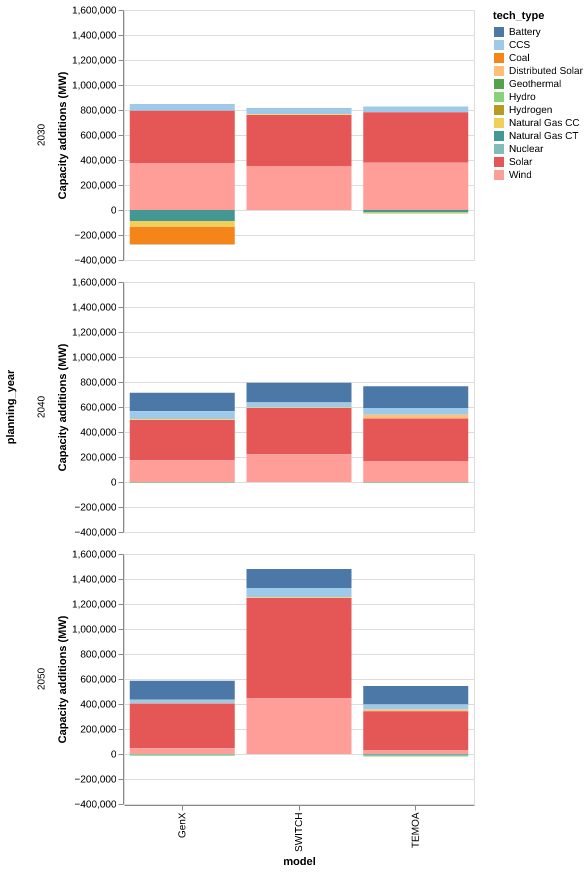 tech_type
Battery
CCS
Coal
Distributed Solar
Geothermal
Hydro
Hydrogen
Natural Gas CC
Natural Gas CT
Nuclear
Solar
Wind
planning_year
2030
Capacity additions (MW)
1,600,000
1,400,000
1,200,000
1,000,000
800,000
600,000
400,000
200,000
0
−200,000
−400,000
2040
Capacity additions (MW)
1,600,000
1,400,000
1,200,000
1,000,000
800,000
600,000
400,000
200,000
0
−200,000
−400,000
2050
Capacity additions (MW)
1,600,000
1,400,000
1,200,000
1,000,000
800,000
600,000
400,000
200,000
0
−200,000
−400,000
GenX
SWITCH
TEMOA
model